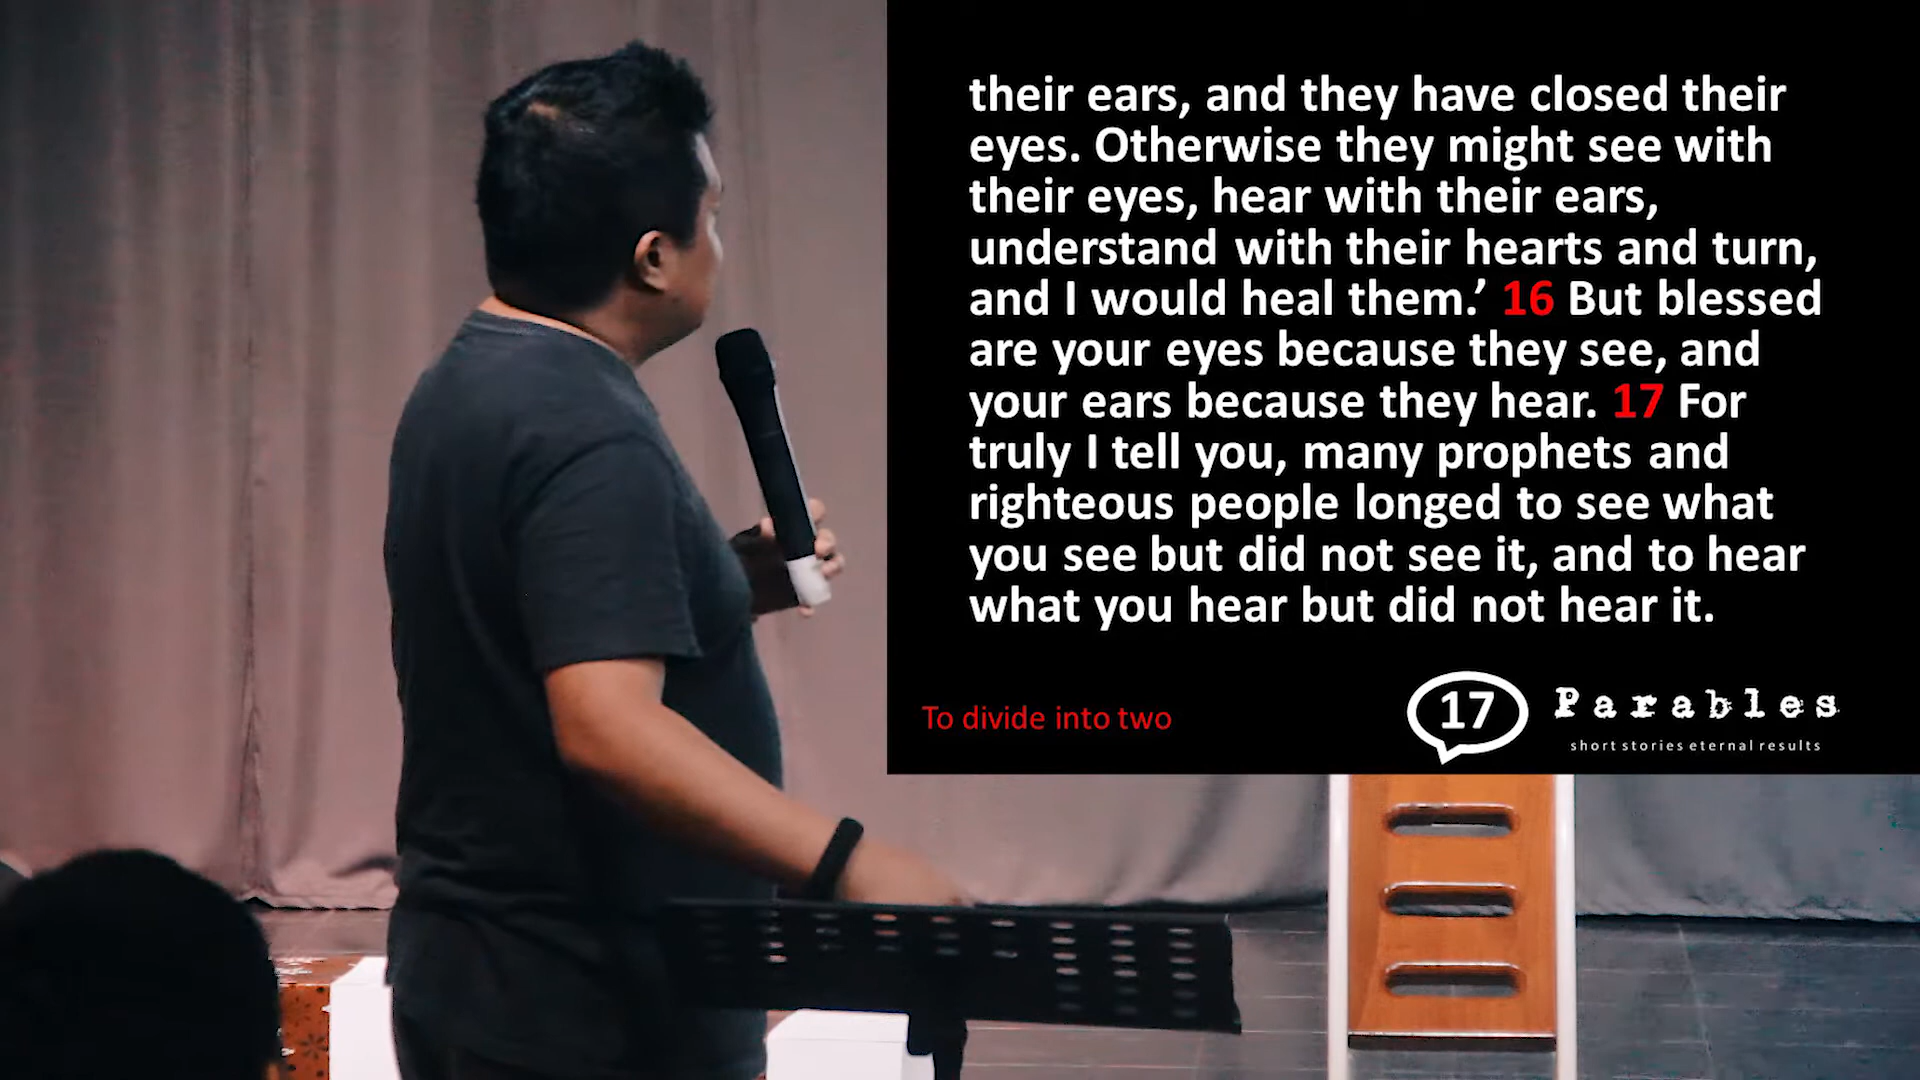 their ears, and they have closed their
eyes. Otherwise they might see with
their eyes, hear with their ears,
understand with their hearts and turn,
and I would heal them.’ 16 But blessed
are your eyes because they see, and
your ears because they hear. 17 For
truly I tell you, many prophets and
righteous people longed to see what
you see but did not see it, and to hear
what you hear but did not hear it.
To divide into two
17 Parables
short stories eternal results